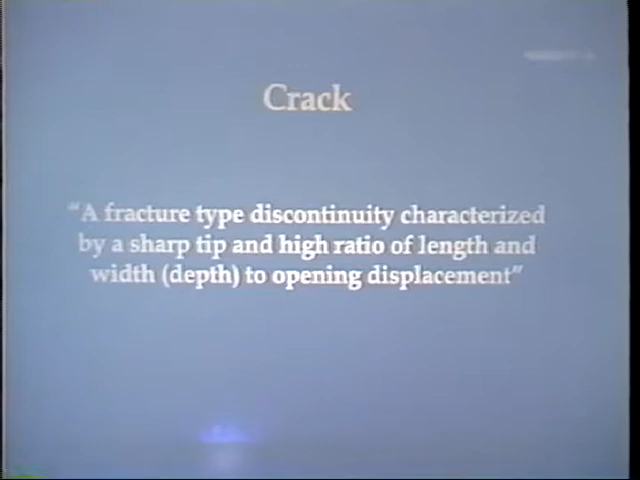 Crack
"A fracture type discontinuity characterized
by a sharp tip and high ratio of length and
width (depth) to opening displacement"